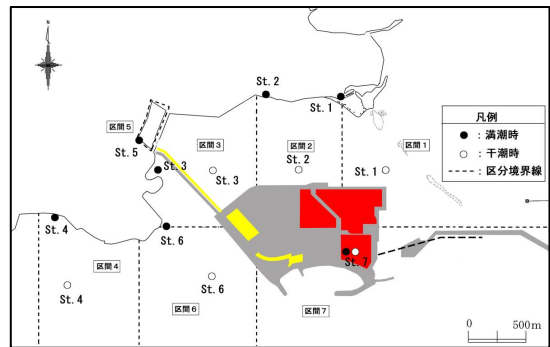 N
St. 2
St. 1
区間5
St. 5
区間3
区間2
区間1
凡例
● : 満潮時
○ : 干潮時
---- : 区分境界線
St. 3
St. 3
St. 2
St. 1
St. 4
St. 6
St. 7
区間4
St. 4
St. 6
区間6
区間7
0 500m